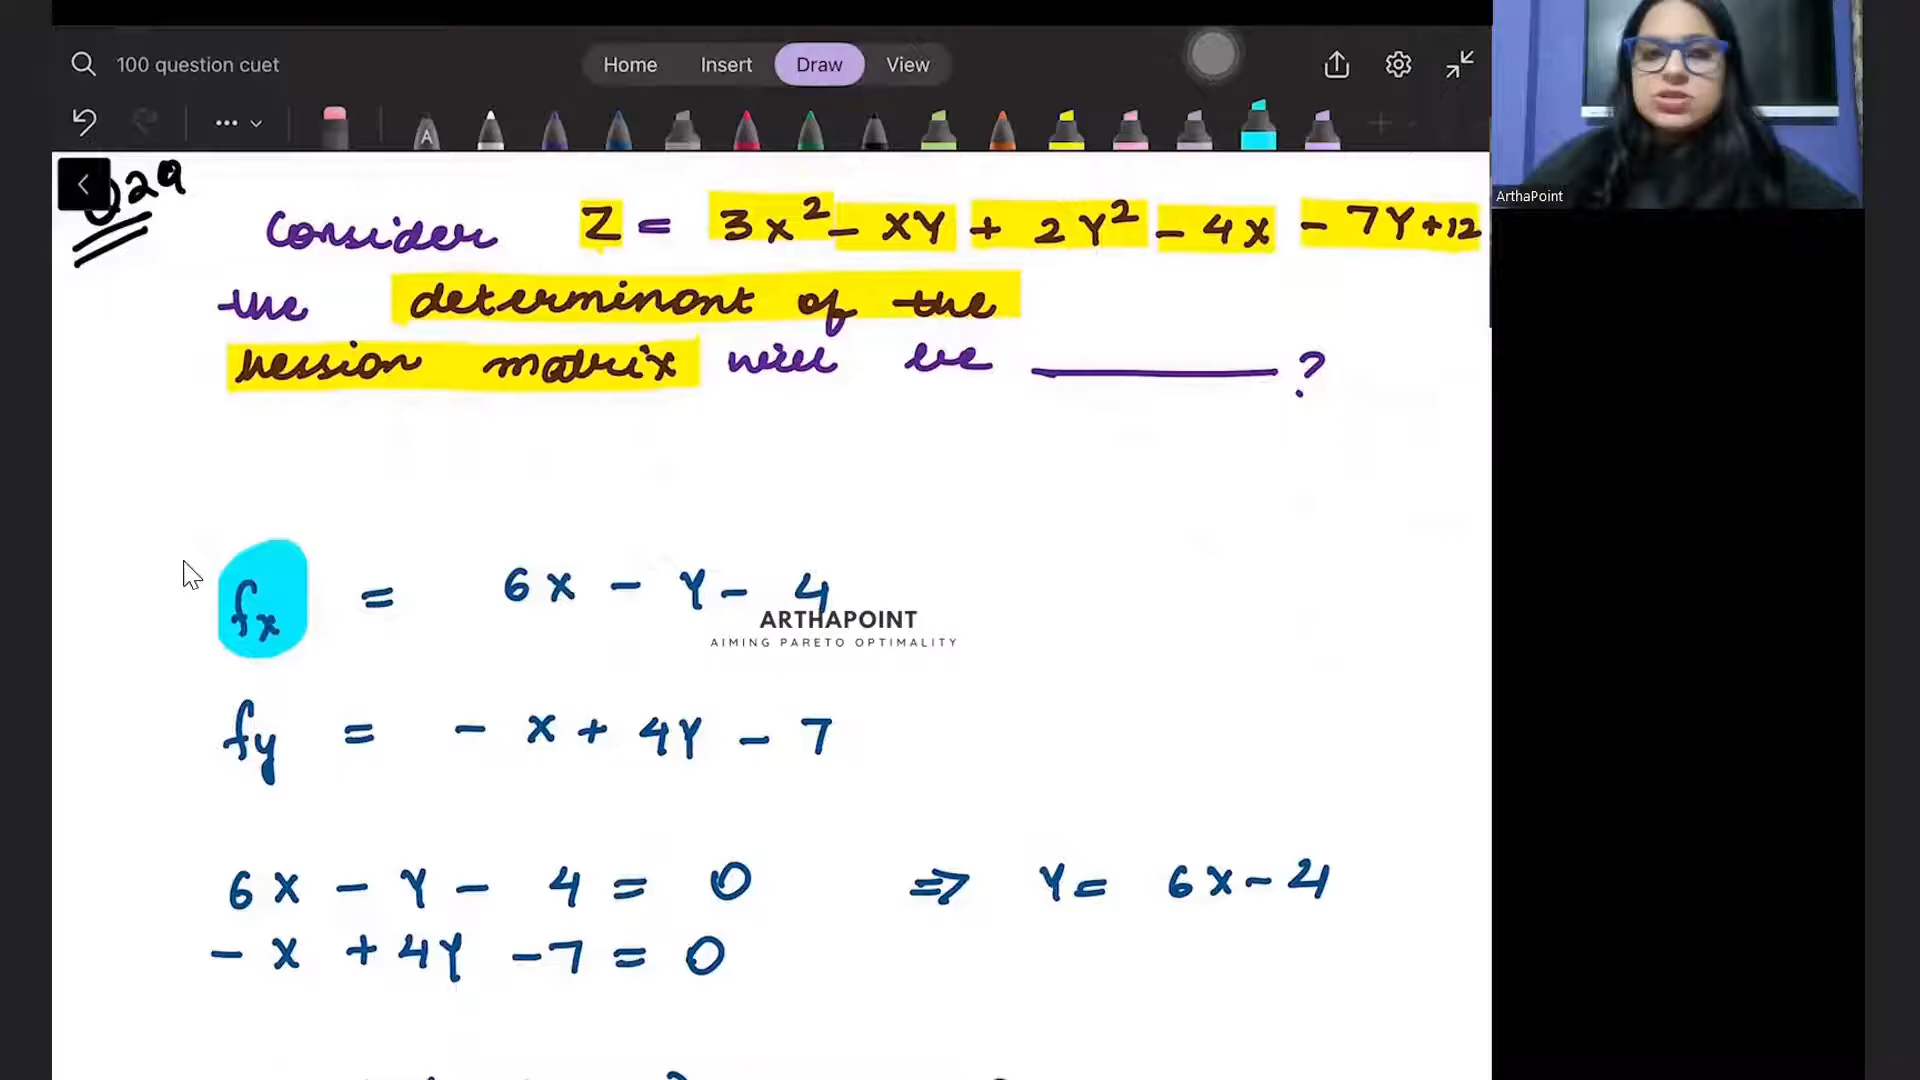 100 question cuet
Home Insert Draw View
A
ArthaPoint
Q29
Consider Z = 3x² - XY + 2Y² - 4X - 7Y + 12
the determinant of the
hession matrix will be ______ ?
fx = 6X - Y - 4
ARTHAPOINT
AIMING PARETO OPTIMALITY
fy = - X + 4Y - 7
6X - Y - 4 = 0 ⇒ Y = 6X - 4
- X + 4Y - 7 = 0